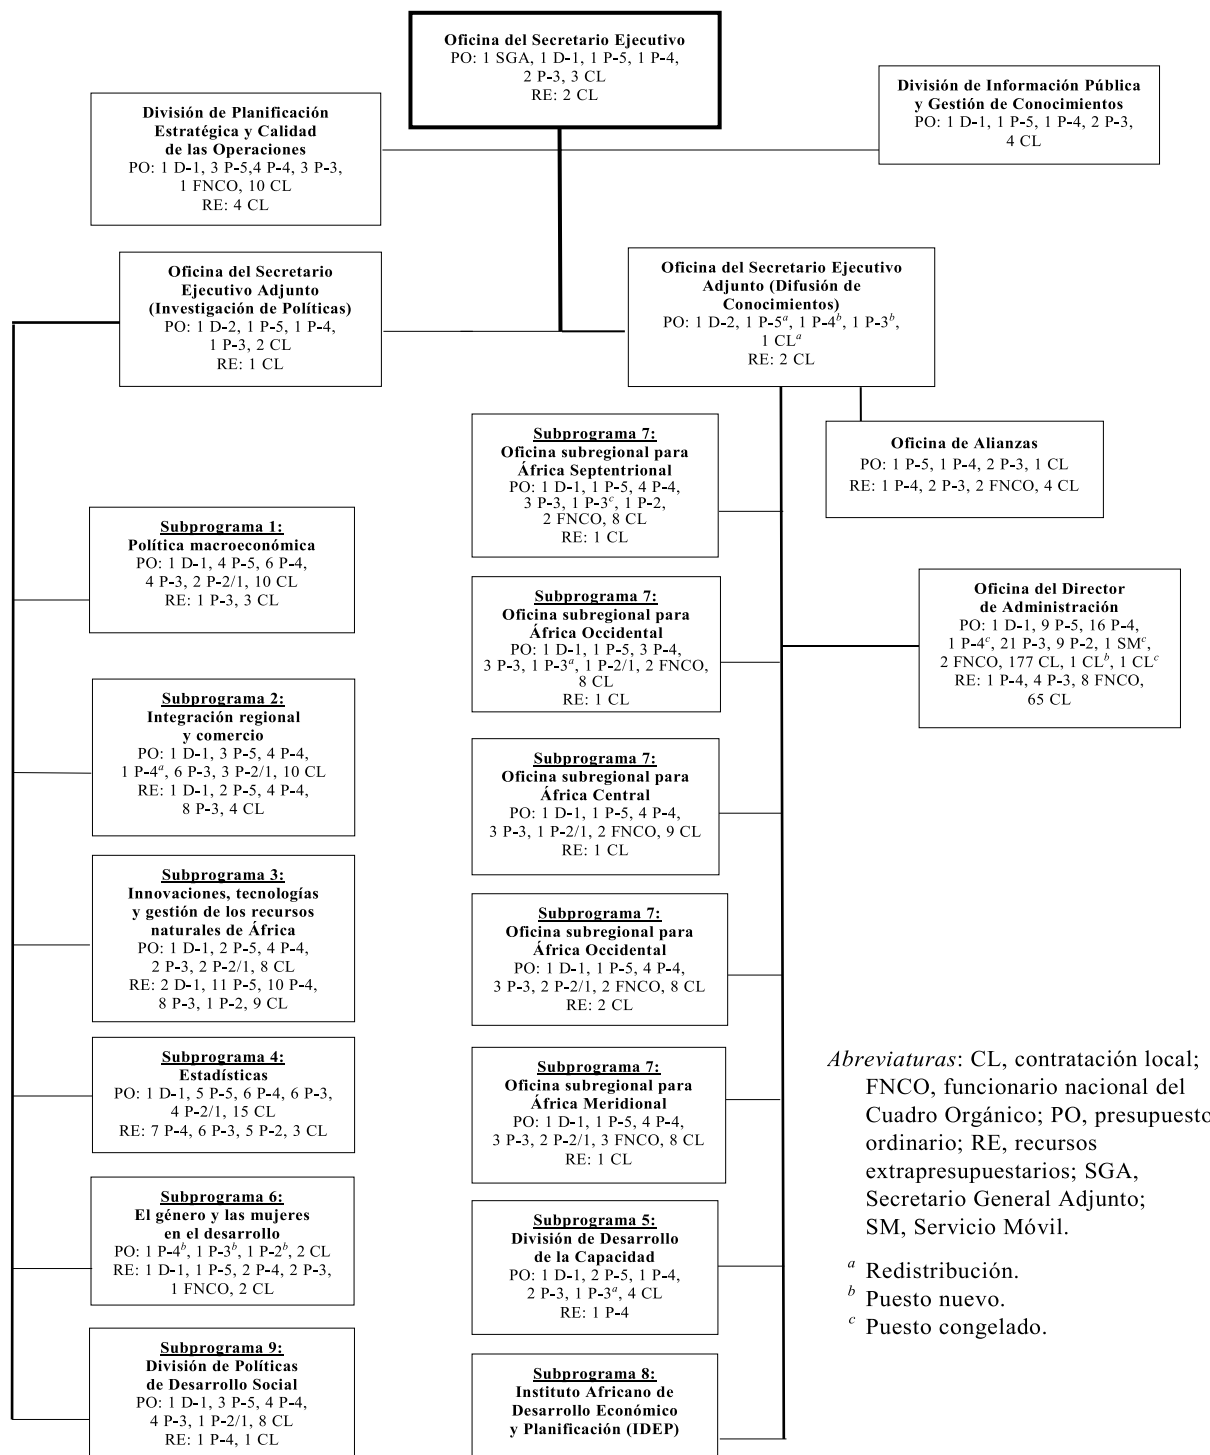 Oficina del Secretario Ejecutivo
PO: 1 SGA, 1 D-1, 1 P-5, 1 P-4,
2 P-3, 3 CL
RE: 2 CL
División de Planificación
Estratégica y Calidad
de las Operaciones
PO: 1 D-1, 3 P-5,4 P-4, 3 P-3,
1 FNCO, 10 CL
RE: 4 CL
División de Información Pública
y Gestión de Conocimientos
PO: 1 D-1, 1 P-5, 1 P-4, 2 P-3,
4 CL
Oficina del Secretario
Ejecutivo Adjunto
(Investigación de Políticas)
PO: 1 D-2, 1 P-5, 1 P-4,
1 P-3, 2 CL
RE: 1 CL
Oficina del Secretario Ejecutivo
Adjunto (Difusión de
Conocimientos)
PO: 1 D-2, 1 P-5a, 1 P-4b, 1 P-3b,
1 CLa
RE: 2 CL
Oficina de Alianzas
PO: 1 P-5, 1 P-4, 2 P-3, 1 CL
RE: 1 P-4, 2 P-3, 2 FNCO, 4 CL
Oficina del Director
de Administración
PO: 1 D-1, 9 P-5, 16 P-4,
1 P-4c, 21 P-3, 9 P-2, 1 SMc,
2 FNCO, 177 CL, 1 CLb, 1 CLc
RE: 1 P-4, 4 P-3, 8 FNCO,
65 CL
Subprograma 1:
Política macroeconómica
PO: 1 D-1, 4 P-5, 6 P-4,
4 P-3, 2 P-2/1, 10 CL
RE: 1 P-3, 3 CL
Subprograma 2:
Integración regional
y comercio
PO: 1 D-1, 3 P-5, 4 P-4,
1 P-4a, 6 P-3, 3 P-2/1, 10 CL
RE: 1 D-1, 2 P-5, 4 P-4,
8 P-3, 4 CL
Subprograma 3:
Innovaciones, tecnologías
y gestión de los recursos
naturales de África
PO: 1 D-1, 2 P-5, 4 P-4,
2 P-3, 2 P-2/1, 8 CL
RE: 2 D-1, 11 P-5, 10 P-4,
8 P-3, 1 P-2, 9 CL
Subprograma 4:
Estadísticas
PO: 1 D-1, 5 P-5, 6 P-4, 6 P-3,
4 P-2/1, 15 CL
RE: 7 P-4, 6 P-3, 5 P-2, 3 CL
Subprograma 6:
El género y las mujeres
en el desarrollo
PO: 1 P-4b, 1 P-3b, 1 P-2b, 2 CL
RE: 1 D-1, 1 P-5, 2 P-4, 2 P-3,
1 FNCO, 2 CL
Subprograma 9:
División de Políticas
de Desarrollo Social
PO: 1 D-1, 3 P-5, 4 P-4,
4 P-3, 1 P-2/1, 8 CL
RE: 1 P-4, 1 CL
Subprograma 7:
Oficina subregional para
África Septentrional
PO: 1 D-1, 1 P-5, 4 P-4,
3 P-3, 1 P-3c, 1 P-2,
2 FNCO, 8 CL
RE: 1 CL
Subprograma 7:
Oficina subregional para
África Occidental
PO: 1 D-1, 1 P-5, 3 P-4,
3 P-3, 1 P-3a, 1 P-2/1, 2 FNCO,
8 CL
RE: 1 CL
Subprograma 7:
Oficina subregional para
África Central
PO: 1 D-1, 1 P-5, 4 P-4,
3 P-3, 1 P-2/1, 2 FNCO, 9 CL
RE: 1 CL
Subprograma 7:
Oficina subregional para
África Occidental
PO: 1 D-1, 1 P-5, 4 P-4,
3 P-3, 2 P-2/1, 2 FNCO, 8 CL
RE: 2 CL
Subprograma 7:
Oficina subregional para
África Meridional
PO: 1 D-1, 1 P-5, 4 P-4,
3 P-3, 2 P-2/1, 3 FNCO, 8 CL
RE: 1 CL
Subprograma 5:
División de Desarrollo
de la Capacidad
PO: 1 D-1, 2 P-5, 1 P-4,
2 P-3, 1 P-3a, 4 CL
RE: 1 P-4
Subprograma 8:
Instituto Africano de
Desarrollo Económico
y Planificación (IDEP)
Abreviaturas: CL, contratación local;
FNCO, funcionario nacional del
Cuadro Orgánico; PO, presupuesto
ordinario; RE, recursos
extrapresupuestarios; SGA,
Secretario General Adjunto;
SM, Servicio Móvil.
a Redistribución.
b Puesto nuevo.
c Puesto congelado.